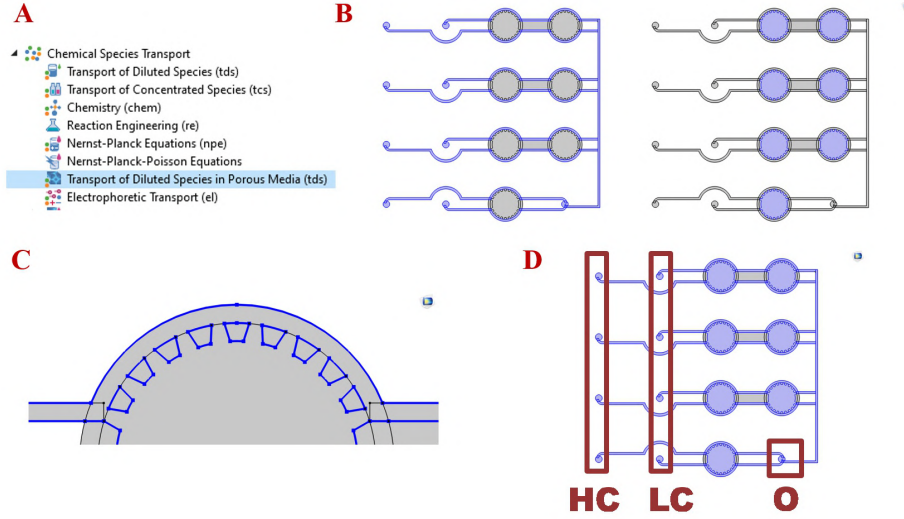 A
Chemical Species Transport
Transport of Diluted Species (tds)
Transport of Concentrated Species (tcs)
Chemistry (chem)
Reaction Engineering (re)
Nernst-Planck Equations (npe)
Nernst-Planck-Poisson Equations
Transport of Diluted Species in Porous Media (tds)
Electrophoretic Transport (el)
B
C
D
HC LC O